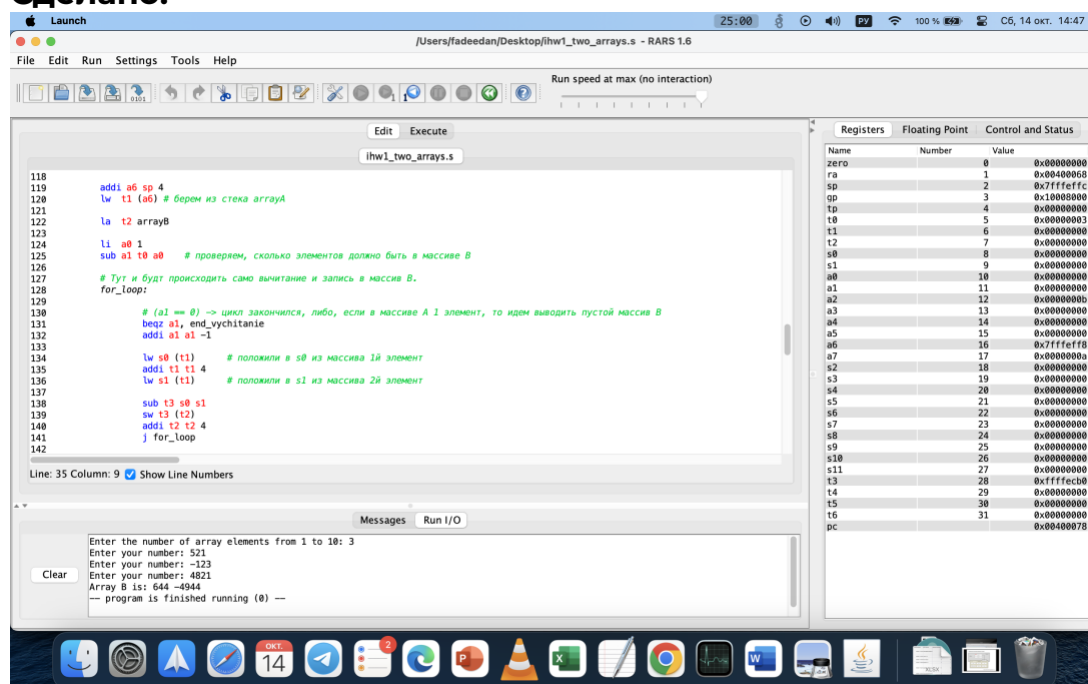 Сделано:
Launch 25:00 РУ 100 % Сб, 14 окт. 14:47
/Users/fadeedan/Desktop/ihw1_two_arrays.s - RARS 1.6
File Edit Run Settings Tools Help
Run speed at max (no interaction)
Edit Execute
ihw1_two_arrays.s
118
119 addi a6 sp 4
120 lw t1 (a6) # берем из стека arrayA
121
122 la t2 arrayB
123
124 li a0 1
125 sub a1 t0 a0 # проверяем, сколько элементов должно быть в массиве B
126
127 # Тут и будт происходить само вычитание и запись в массив B.
128 for_loop:
129
130 # (a1 == 0) -> цикл закончился, либо, если в массиве A 1 элемент, то идем выводить пустой массив B
131 beqz a1, end_vychitanie
132 addi a1 a1 -1
133
134 lw s0 (t1) # положили в s0 из массива 1й элемент
135 addi t1 t1 4
136 lw s1 (t1) # положили в s1 из массива 2й элемент
137
138 sub t3 s0 s1
139 sw t3 (t2)
140 addi t2 t2 4
141 j for_loop
142
Line: 35 Column: 9 Show Line Numbers
Messages Run I/O
Enter the number of array elements from 1 to 10: 3
Enter your number: 521
Enter your number: -123
Enter your number: 4821
Array B is: 644 -4944
-- program is finished running (0) --
Clear
Registers Floating Point Control and Status
Name Number Value
zero 0 0x00000000
ra 1 0x00400068
sp 2 0x7fffeffc
gp 3 0x10008000
tp 4 0x00000000
t0 5 0x00000003
t1 6 0x00000000
t2 7 0x00000000
s0 8 0x00000000
s1 9 0x00000000
a0 10 0x00000000
a1 11 0x00000000
a2 12 0x0000000b
a3 13 0x00000000
a4 14 0x00000000
a5 15 0x00000000
a6 16 0x7fffeff8
a7 17 0x0000000a
s2 18 0x00000000
s3 19 0x00000000
s4 20 0x00000000
s5 21 0x00000000
s6 22 0x00000000
s7 23 0x00000000
s8 24 0x00000000
s9 25 0x00000000
s10 26 0x00000000
s11 27 0x00000000
t3 28 0xffffecb0
t4 29 0x00000000
t5 30 0x00000000
t6 31 0x00000000
pc 0x00400078
ОКТ.
14
2
XLSX